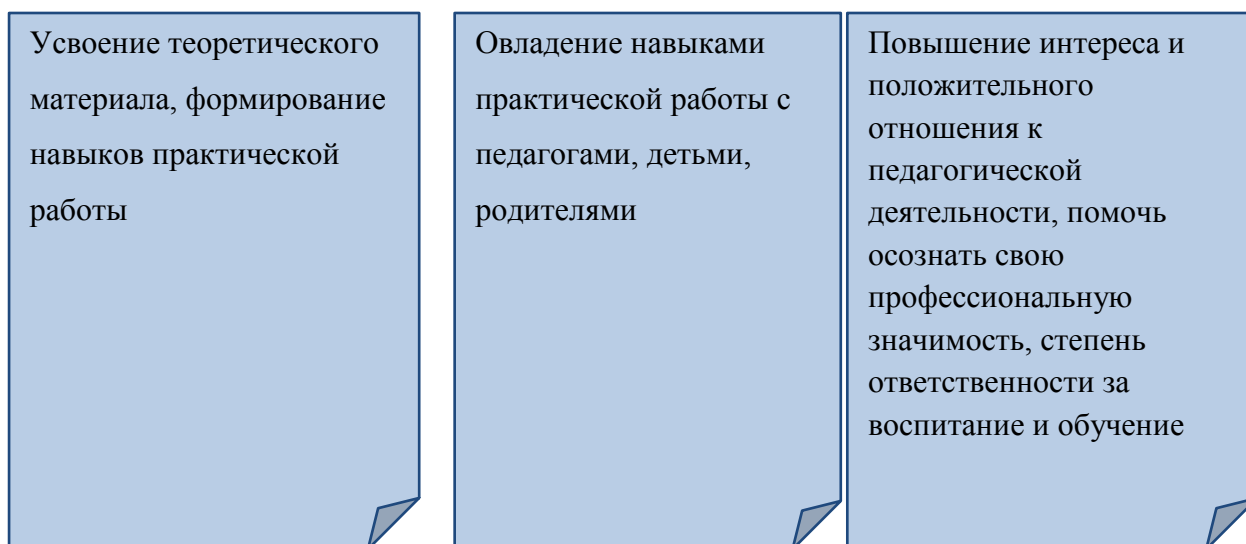 Усвоение теоретического
материала, формирование
навыков практической
работы
Овладение навыками
практической работы с
педагогами, детьми,
родителями
Повышение интереса и
положительного
отношения к
педагогической
деятельности, помочь
осознать свою
профессиональную
значимость, степень
ответственности за
воспитание и обучение